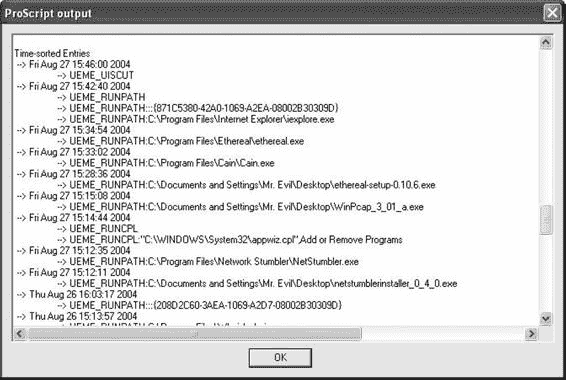 ProScript output
Time-sorted Entries
--> Fri Aug 27 15:46:00 2004
--> UEME_UISCUT
--> Fri Aug 27 15:42:40 2004
--> UEME_RUNPATH
--> UEME_RUNPATH:::{871C5380-42A0-1069-A2EA-08002B30309D}
--> UEME_RUNPATH:C:\Program Files\Internet Explorer\iexplore.exe
--> Fri Aug 27 15:34:54 2004
--> UEME_RUNPATH:C:\Program Files\Ethereal\ethereal.exe
--> Fri Aug 27 15:33:02 2004
--> UEME_RUNPATH:C:\Program Files\Cain\Cain.exe
--> Fri Aug 27 15:28:36 2004
--> UEME_RUNPATH:C:\Documents and Settings\Mr. Evil\Desktop\ethereal-setup-0.10.6.exe
--> Fri Aug 27 15:15:08 2004
--> UEME_RUNPATH:C:\Documents and Settings\Mr. Evil\Desktop\WinPcap_3_01_a.exe
--> Fri Aug 27 15:14:44 2004
--> UEME_RUNCPL
--> UEME_RUNCPL:"C:\WINDOWS\System32\appwiz.cpl",Add or Remove Programs
--> Fri Aug 27 15:12:35 2004
--> UEME_RUNPATH:C:\Program Files\Network Stumbler\NetStumbler.exe
--> Fri Aug 27 15:12:11 2004
--> UEME_RUNPATH:C:\Documents and Settings\Mr. Evil\Desktop\netstumblerinstaller_0_4_0.exe
--> Thu Aug 26 16:03:17 2004
--> UEME_RUNPATH:::{208D2C60-3AEA-1069-A2D7-08002B30309D}
--> Thu Aug 26 15:13:57 2004
OK